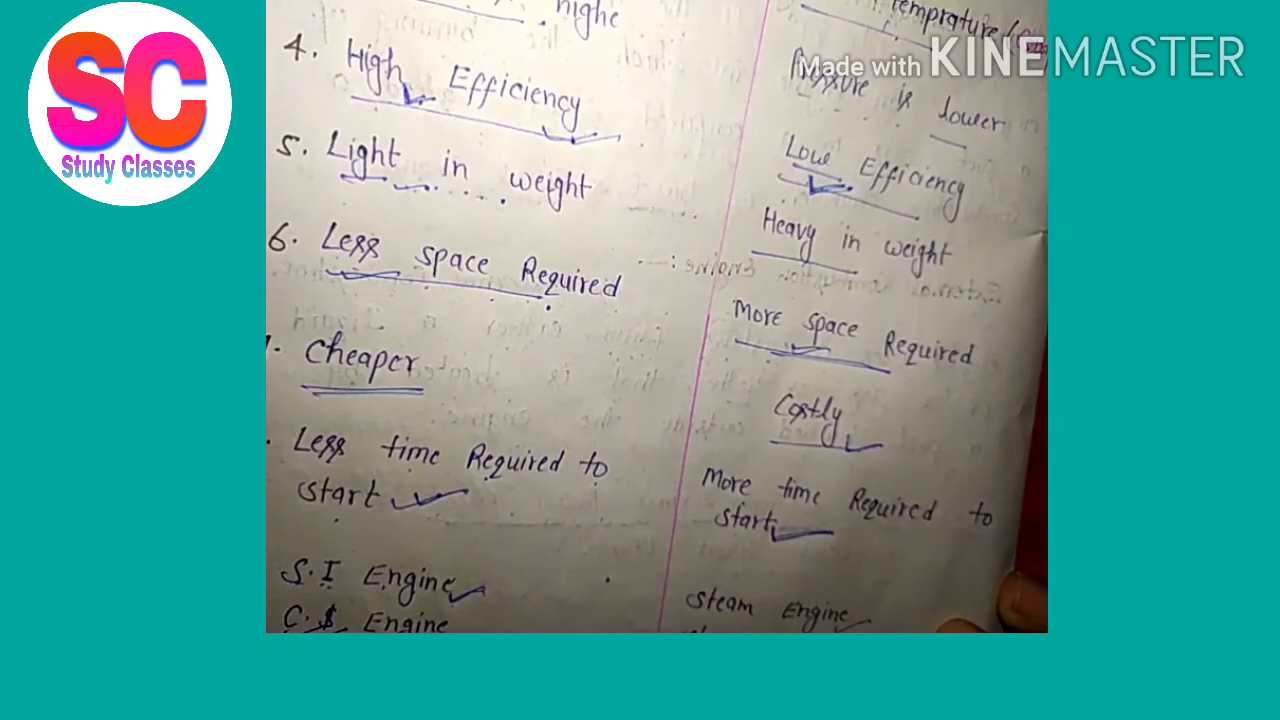 SC
Study Classes
Made with KINEMASTER
highe
4. High Efficiency
5. Light in weight
6. Less space Required
Cheaper
Less time Required to
start
S.I Engine
Engine
temprature/
Pressure is lower
Low Efficiency
Heavy in weight
More space Required
Costly
More time Required to
start
Steam Engine